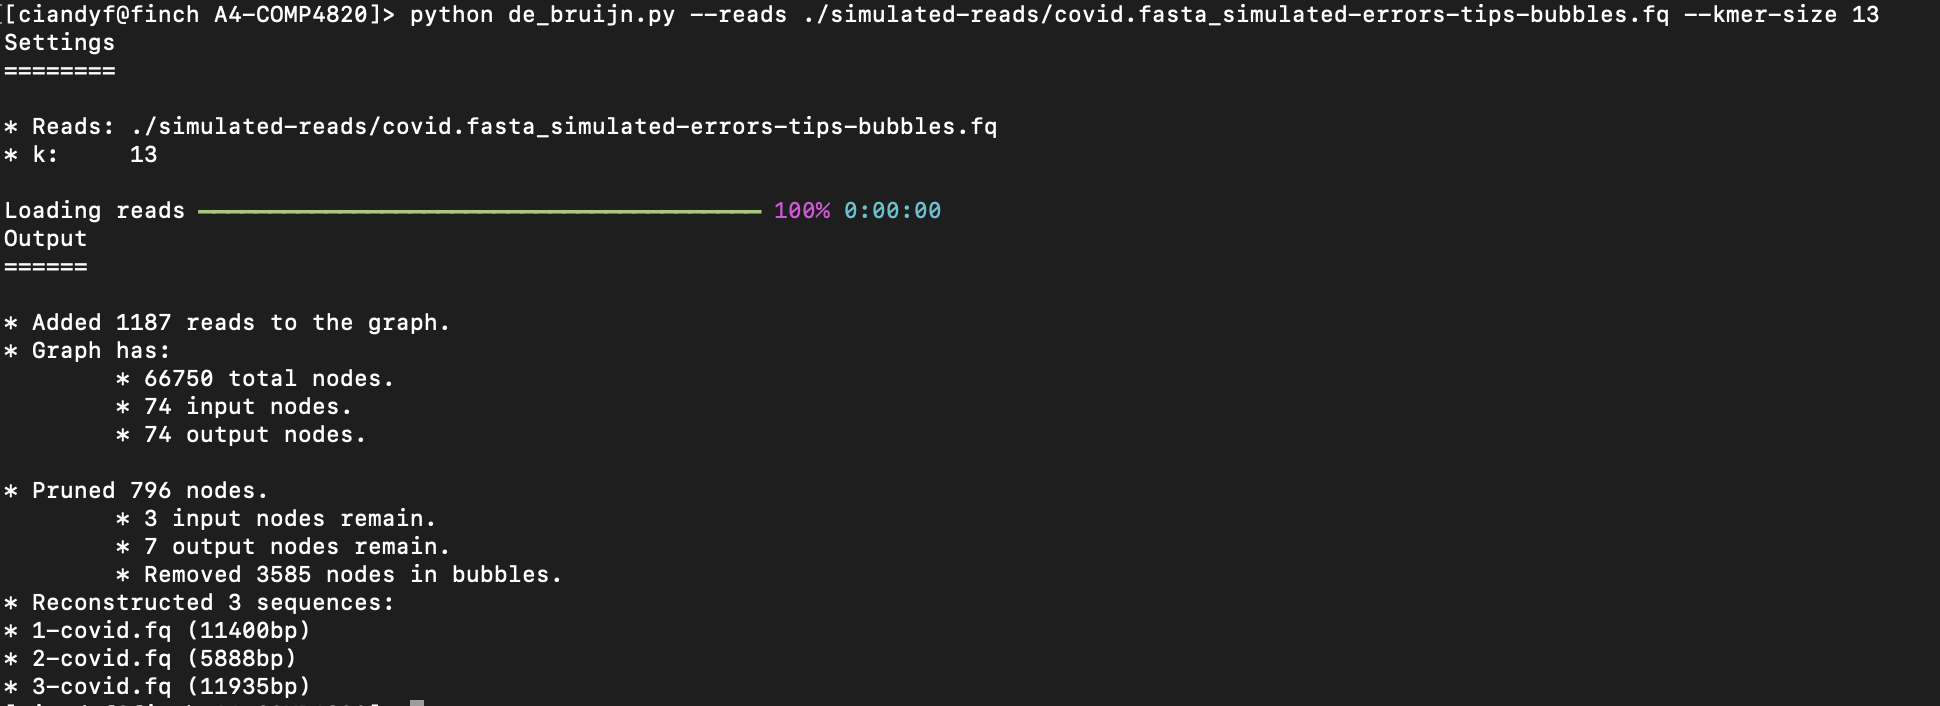 [ciandyf@finch A4-COMP4820]> python de_bruijn.py --reads ./simulated-reads/covid.fasta_simulated-errors-tips-bubbles.fq --kmer-size 13
Settings
========
* Reads: ./simulated-reads/covid.fasta_simulated-errors-tips-bubbles.fq
* k:     13
Loading reads 100% 0:00:00
Output
======
* Added 1187 reads to the graph.
* Graph has:
        * 66750 total nodes.
        * 74 input nodes.
        * 74 output nodes.
* Pruned 796 nodes.
        * 3 input nodes remain.
        * 7 output nodes remain.
        * Removed 3585 nodes in bubbles.
* Reconstructed 3 sequences:
* 1-covid.fq (11400bp)
* 2-covid.fq (5888bp)
* 3-covid.fq (11935bp)